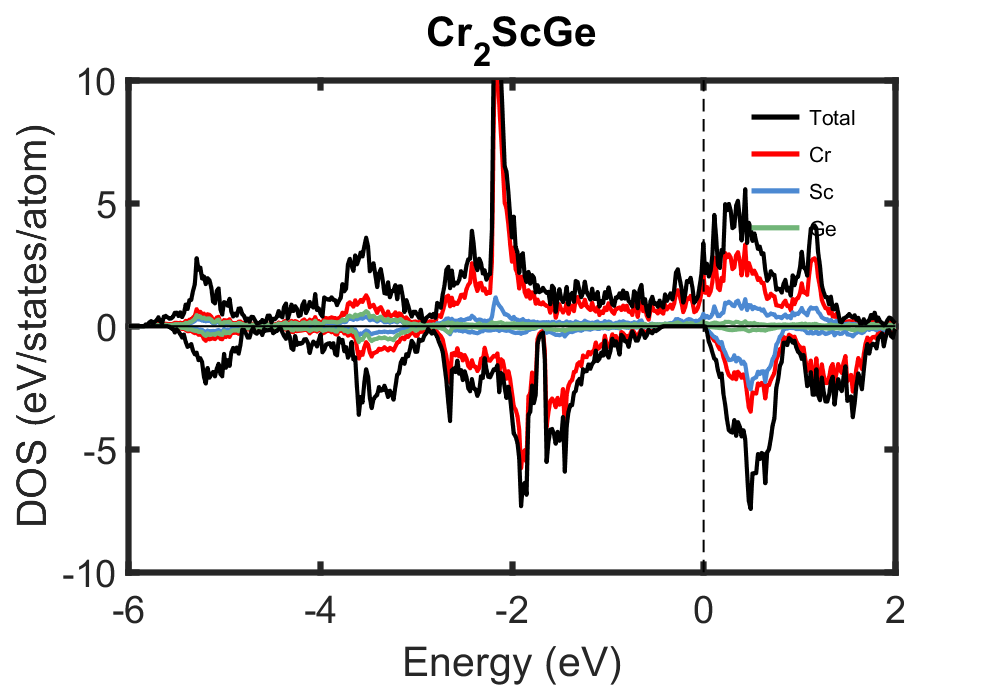 Cr2ScGe
10
5
0
-5
-10
DOS (eV/states/atom)
Total
Cr
Sc
Ge
-6
-4
-2
0
2
Energy (eV)